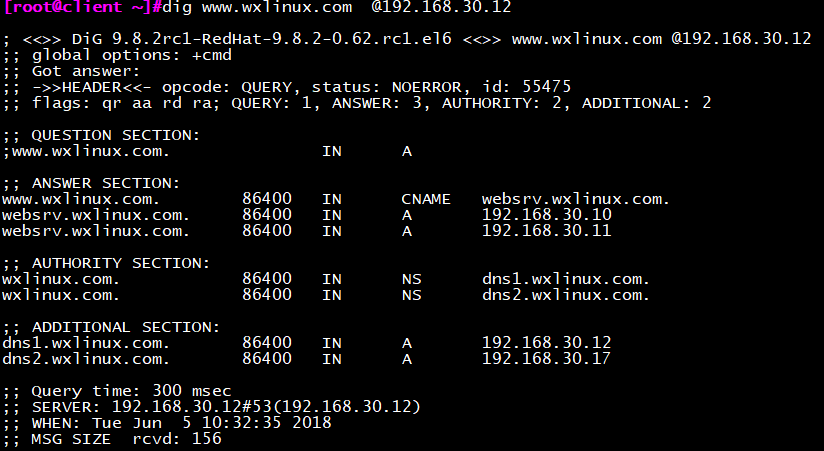 [root@client ~]#dig www.wxlinux.com  @192.168.30.12
; <<>> DiG 9.8.2rc1-RedHat-9.8.2-0.62.rc1.el6 <<>> www.wxlinux.com @192.168.30.12
;; global options: +cmd
;; Got answer:
;; ->>HEADER<<- opcode: QUERY, status: NOERROR, id: 55475
;; flags: qr aa rd ra; QUERY: 1, ANSWER: 3, AUTHORITY: 2, ADDITIONAL: 2
;; QUESTION SECTION:
;www.wxlinux.com. IN A
;; ANSWER SECTION:
www.wxlinux.com. 86400 IN CNAME websrv.wxlinux.com.
websrv.wxlinux.com. 86400 IN A 192.168.30.10
websrv.wxlinux.com. 86400 IN A 192.168.30.11
;; AUTHORITY SECTION:
wxlinux.com. 86400 IN NS dns1.wxlinux.com.
wxlinux.com. 86400 IN NS dns2.wxlinux.com.
;; ADDITIONAL SECTION:
dns1.wxlinux.com. 86400 IN A 192.168.30.12
dns2.wxlinux.com. 86400 IN A 192.168.30.17
;; Query time: 300 msec
;; SERVER: 192.168.30.12#53(192.168.30.12)
;; WHEN: Tue Jun  5 10:32:35 2018
;; MSG SIZE  rcvd: 156